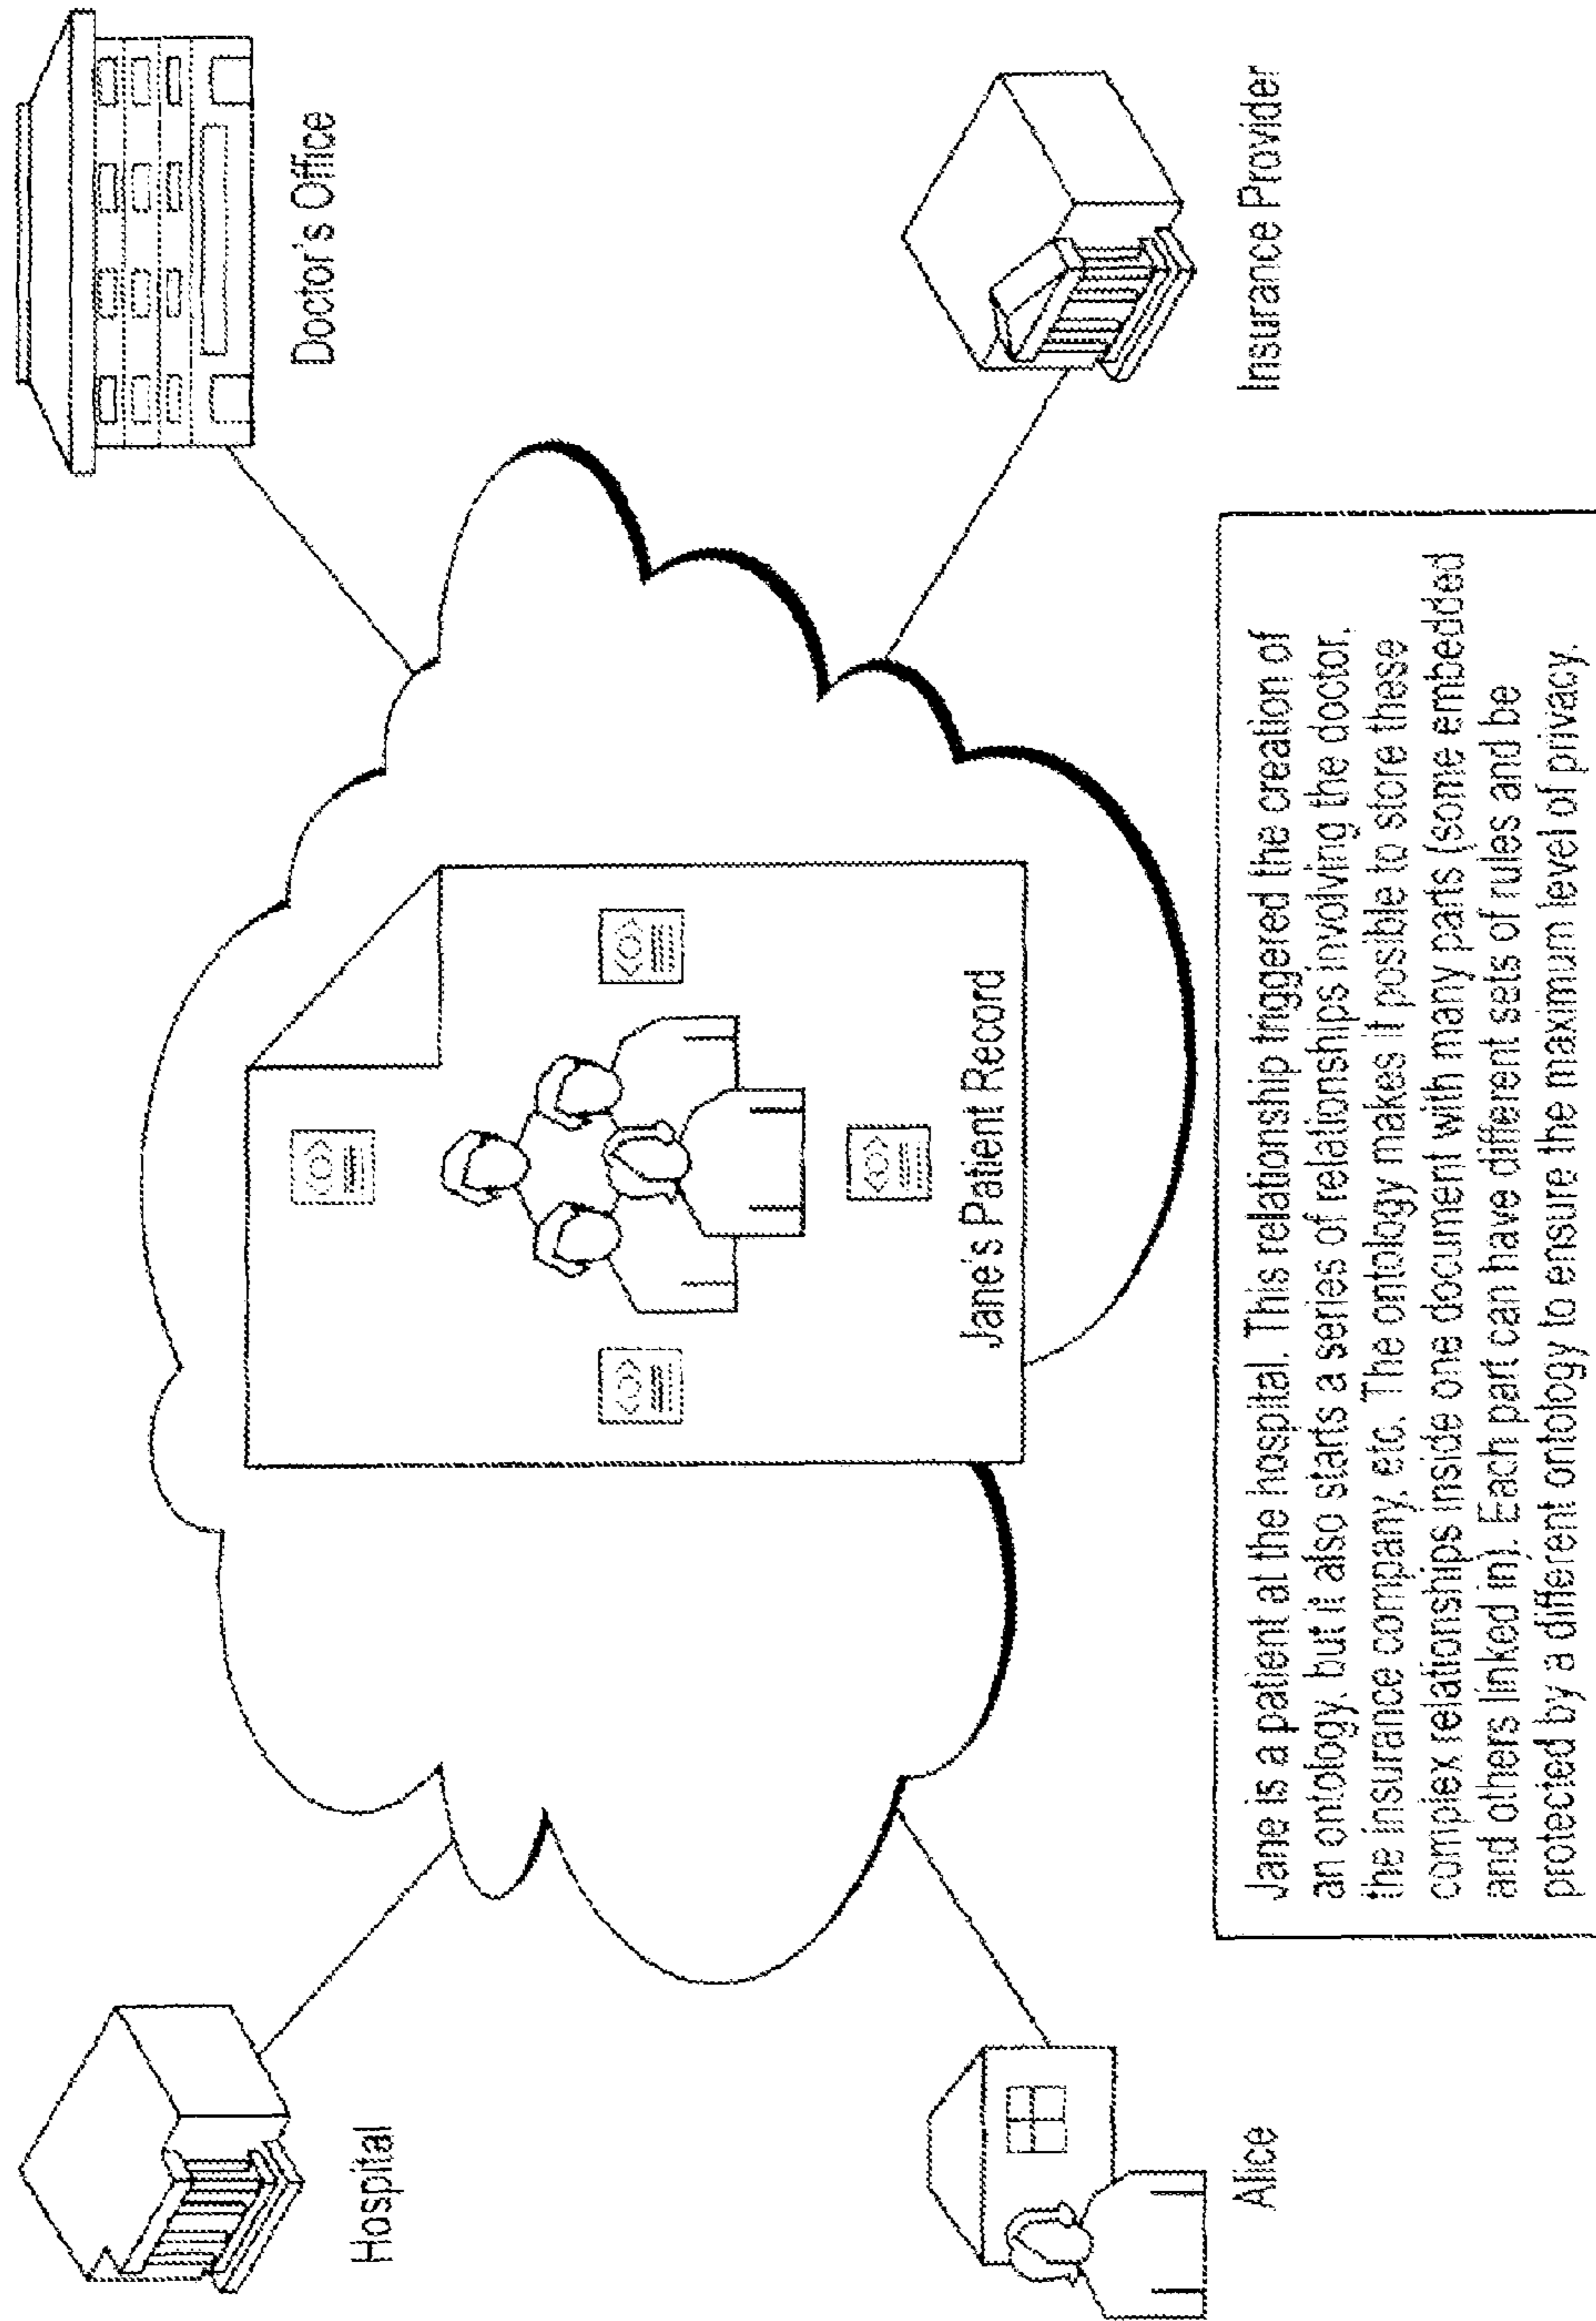 Hospital
Doctor's Office
Jane's Patient Record
Alice
Insurance Provider
Jane is a patient at the hospital. This relationship triggered the creation of
an ontology, but it also starts a series of relationships involving the doctor,
the insurance company, etc. The ontology makes it posible to store these
complex relationships inside one document with many parts (some embedded
and others linked in). Each part can have different sets of rules and be
protected by a different ontology to ensure the maximum level of privacy.